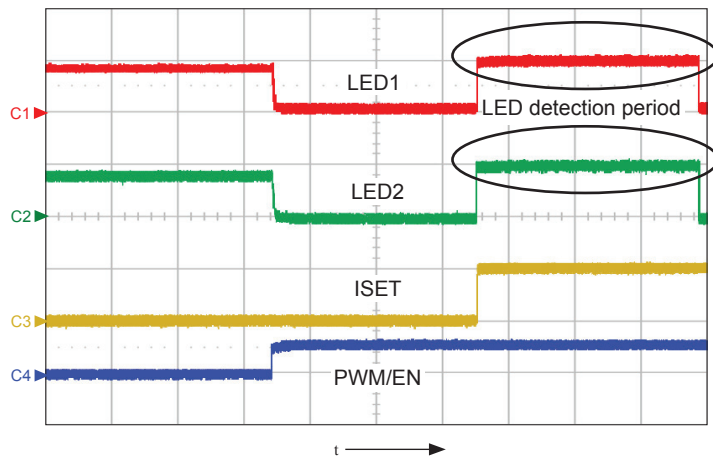 LED1
C1
LED detection period
LED2
C2
ISET
C3
C4
PWM/EN
t